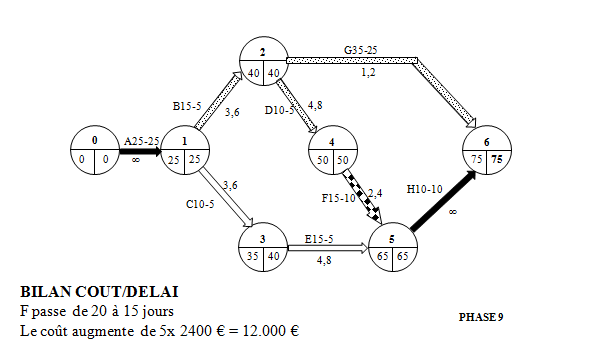 G35-25
2
40 40
1,2
B15-5
3,6
D10-5
4,8
A25-25
∞
0
0 0
1
25 25
4
50 50
6
75 75
3,6
C10-5
F15-10
2,4
H10-10
∞
3
35 40
E15-5
4,8
5
65 65
BILAN COUT/DELAI
F passe de 20 à 15 jours
Le coût augmente de 5x 2400 € = 12.000 €
PHASE 9